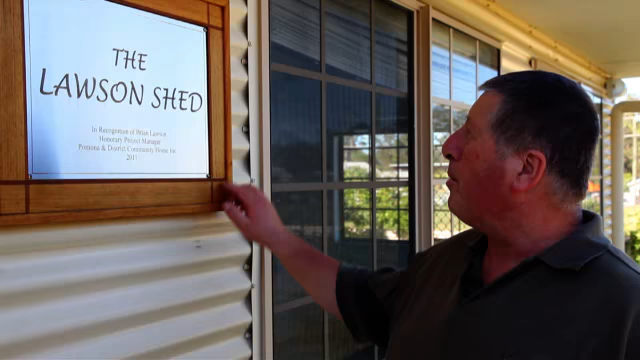 THE
LAWSON SHED
In Recognition of Brian Lawson
Honorary Project Manager
Pomona & District Community House Inc
2011